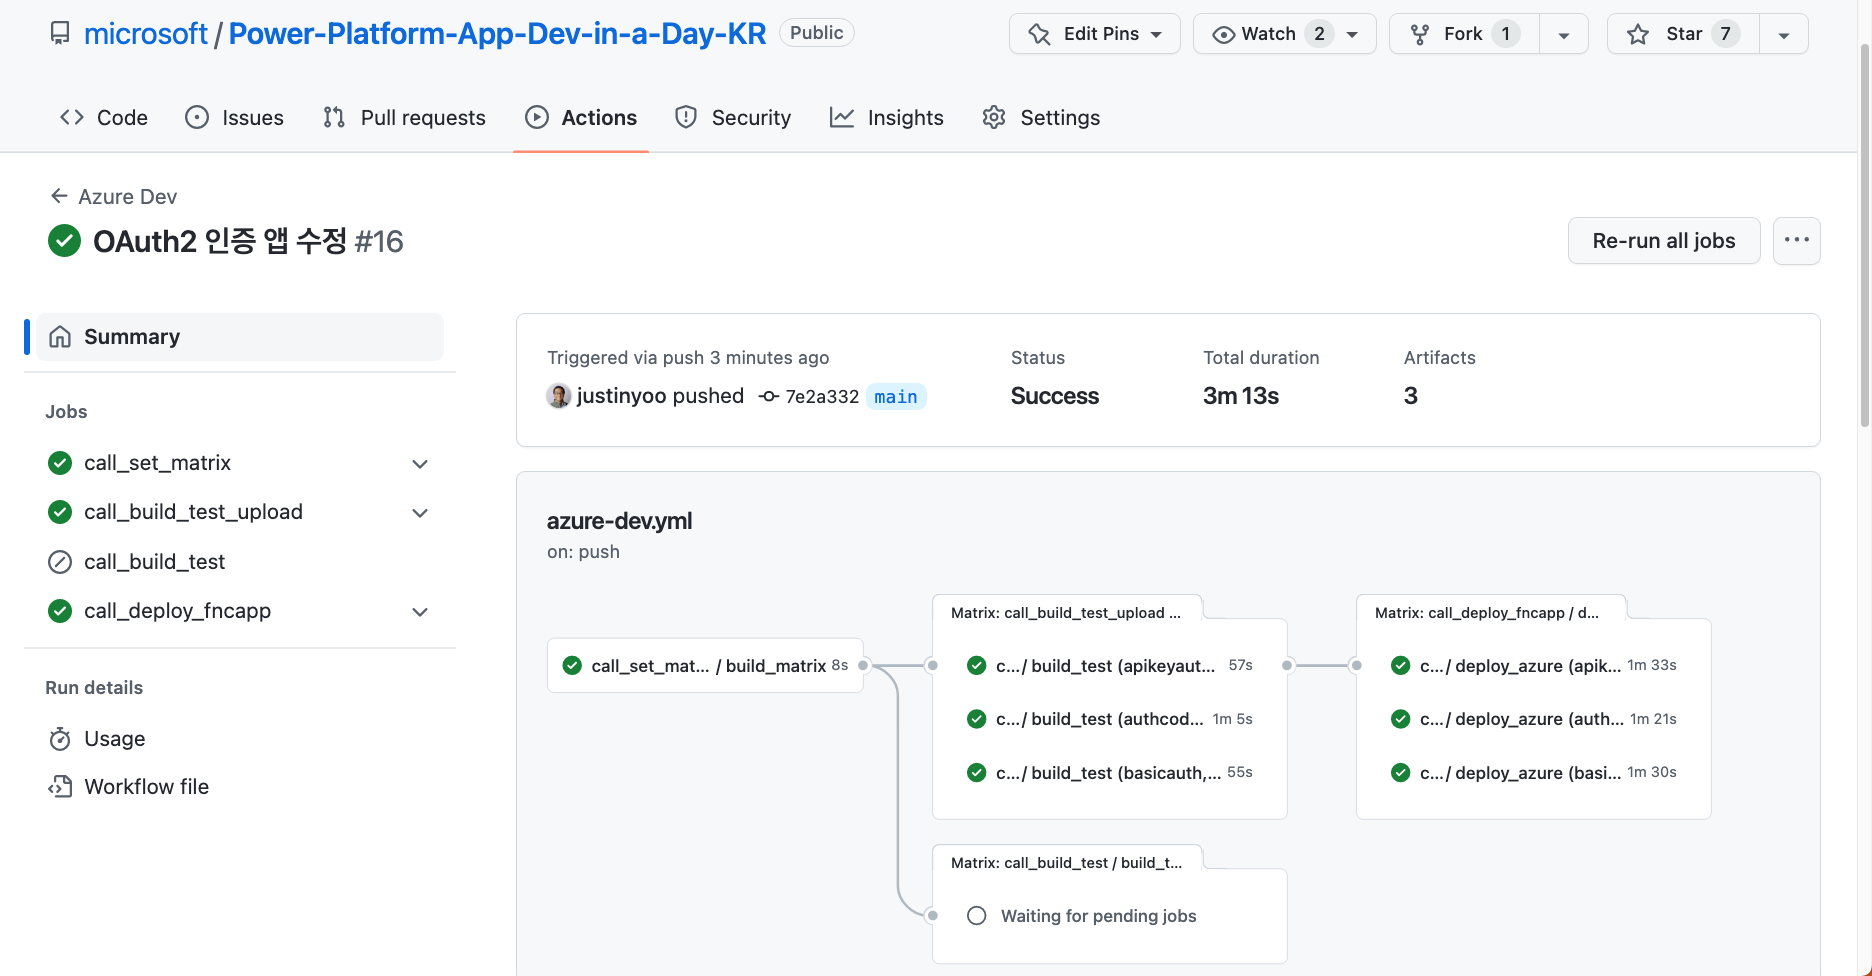 microsoft / Power-Platform-App-Dev-in-a-Day-KR Public Edit Pins Watch 2 Fork 1 Star 7
Code Issues Pull requests Actions Security Insights Settings
Azure Dev
OAuth2 인증 앱 수정 #16
Re-run all jobs
Summary
Jobs
call_set_matrix
call_build_test_upload
call_build_test
call_deploy_fncapp
Run details
Usage
Workflow file
Triggered via push 3 minutes ago
justinyoo pushed 7e2a332 main
Status
Success
Total duration
3m 13s
Artifacts
3
azure-dev.yml
on: push
call_set_mat... / build_matrix 8s
Matrix: call_build_test_upload ...
c.../ build_test (apikeyaut... 57s
c.../ build_test (authcod... 1m 5s
c.../ build_test (basicauth,... 55s
Matrix: call_deploy_fncapp / d...
c.../ deploy_azure (apik... 1m 33s
c.../ deploy_azure (auth... 1m 21s
c.../ deploy_azure (basi... 1m 30s
Matrix: call_build_test / build_t...
Waiting for pending jobs